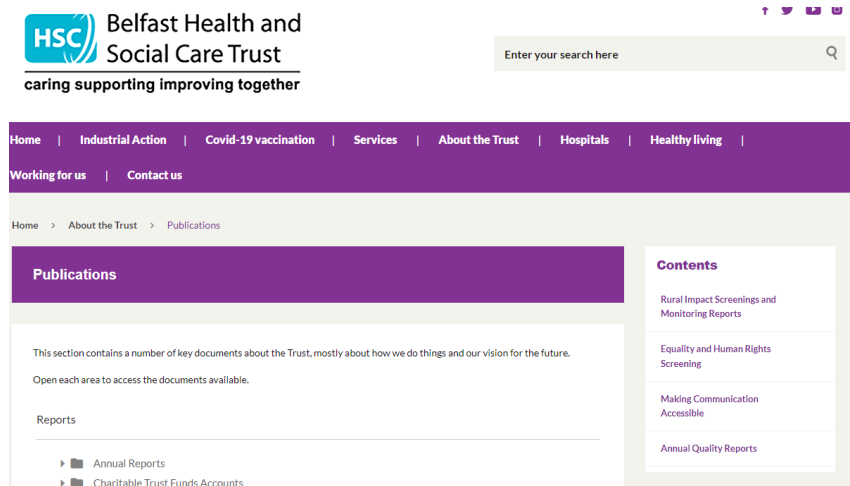 HSC
Belfast Health and
Social Care Trust
caring supporting improving together
Enter your search here
Home | Industrial Action | Covid-19 vaccination | Services | About the Trust | Hospitals | Healthy living |
Working for us | Contact us
Home > About the Trust > Publications
Publications
This section contains a number of key documents about the Trust, mostly about how we do things and our vision for the future.
Open each area to access the documents available.
Reports
Annual Reports
Charitable Trust Funds Accounts
Contents
Rural Impact Screenings and
Monitoring Reports
Equality and Human Rights
Screening
Making Communication
Accessible
Annual Quality Reports